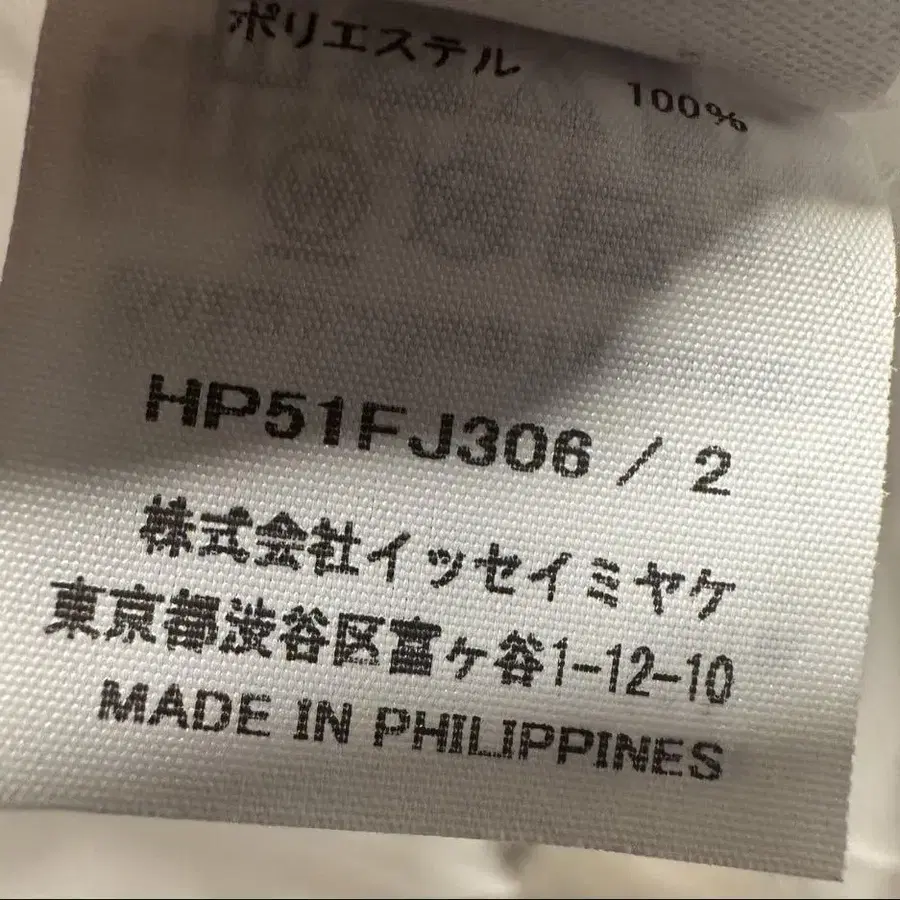 ポリエステル 100%
HP51FJ306 / 2
株式会社イッセイミヤケ
東京都渋谷区富ヶ谷1-12-10
MADE IN PHILIPPINES